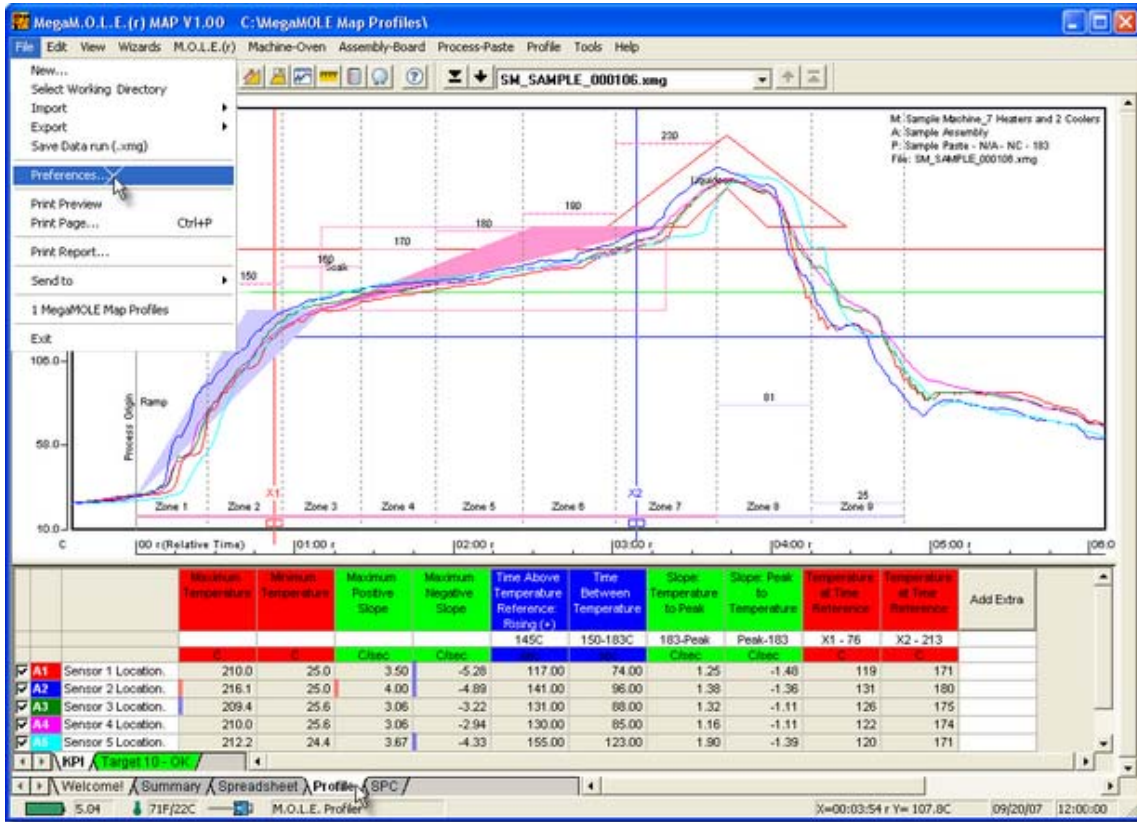 MegaM.O.L.E.(r) MAP V1.00 C:\MegaMOLE Map Profiles\
File Edit View Wizards M.O.L.E.(r) Machine-Oven Assembly-Board Process-Paste Profile Tools Help
New...
Select Working Directory
Import
Export
Save Data run (.xmg)
Preferences...
Print Preview
Print Page... Ctrl+P
Print Report...
Send to
1 MegaMOLE Map Profiles
Exit
SM_SAMPLE_000106.xmg
M: Sample Machine_7 Heaters and 2 Coolers
A: Sample Assembly
P: Sample Paste - N/A - NC - 183
File: SM_SAMPLE_000106.xmg
230
190
180
170
160
150
Soak
81
25
106.0
58.0
10.0
Process Origin
Ramp
X1
X2
Zone 1 Zone 2 Zone 3 Zone 4 Zone 5 Zone 6 Zone 7 Zone 8 Zone 9
C 00 r(Relative Time) 01:00 r 02:00 r 03:00 r 04:00 r 05:00 r 06:0
Maximum Temperature Minimum Temperature Maximum Positive Slope Maximum Negative Slope Time Above Temperature Reference: Rising (+) Time Between Temperature Slope: Temperature to Peak Slope: Peak to Temperature Temperature at Time Reference Temperature at Time Reference Add Extra
145C 150-183C 183-Peak Peak-183 X1 - 76 X2 - 213
C C C/sec C/sec C/sec C/sec C C
A1 Sensor 1 Location. 210.0 25.0 3.50 -5.28 117.00 74.00 1.25 -1.48 119 171
A2 Sensor 2 Location. 216.1 25.0 4.00 -4.89 141.00 96.00 1.38 -1.36 131 180
A3 Sensor 3 Location. 209.4 25.6 3.06 -3.22 131.00 88.00 1.32 -1.11 126 175
A4 Sensor 4 Location. 210.0 25.6 3.06 -2.94 130.00 85.00 1.16 -1.11 122 174
A5 Sensor 5 Location. 212.2 24.4 3.67 -4.33 155.00 123.00 1.90 -1.39 120 171
KPI Target 10 - OK
Welcome! Summary Spreadsheet Profile SPC
5.04 71F/22C M.O.L.E. Profiler X=00:03:54 r Y= 107.8C 09/20/07 12:00:00